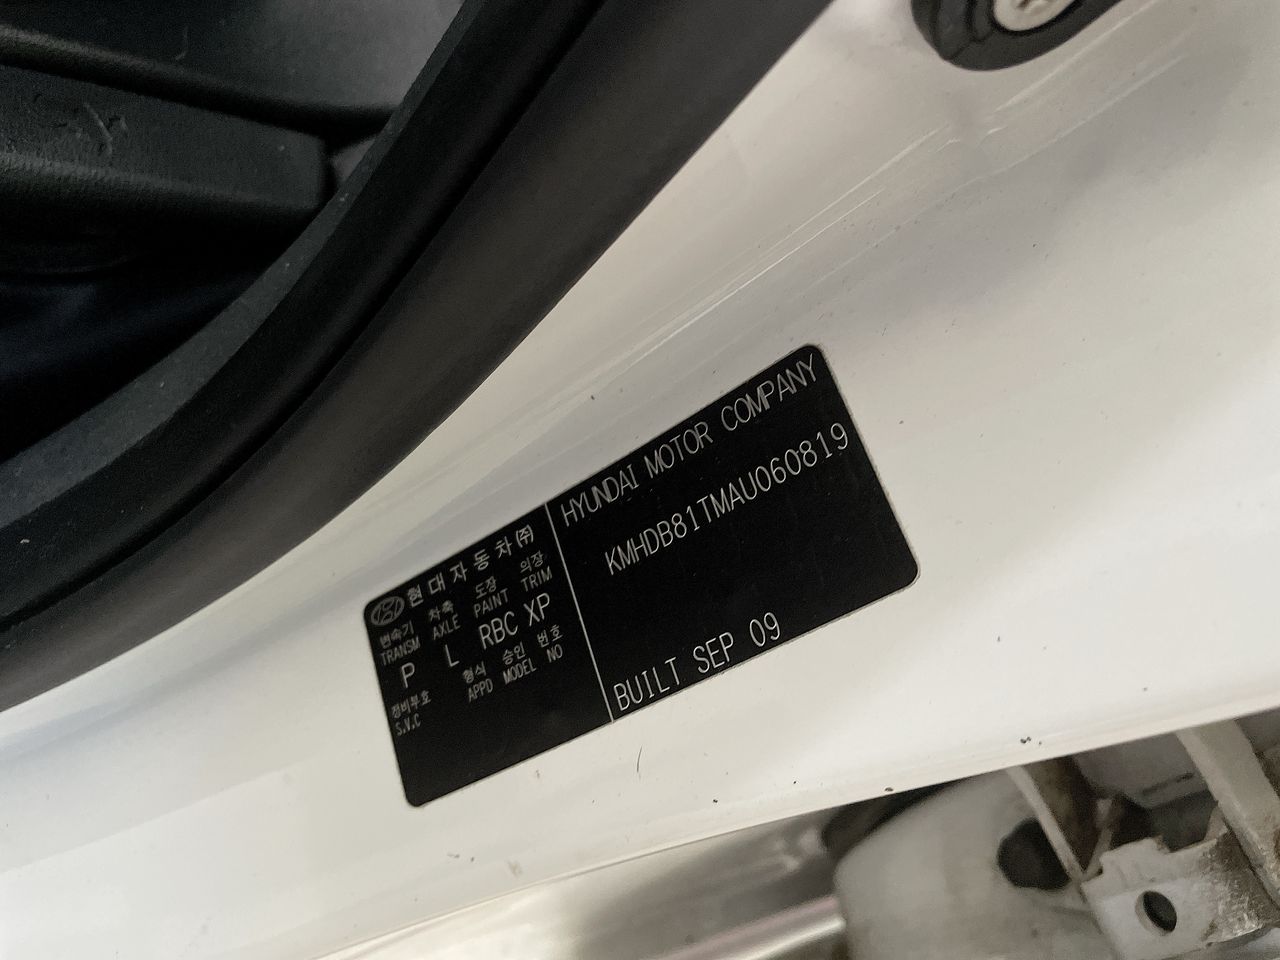 현대자동차(주)
변속기 차축 도장 의장
TRANSM AXLE PAINT TRIM
P L RBC XP
정비부호 형식 승인 번호
S.V.C APPD MODEL NO
HYUNDAI MOTOR COMPANY
KMHDB81TMAU060819
BUILT SEP 09